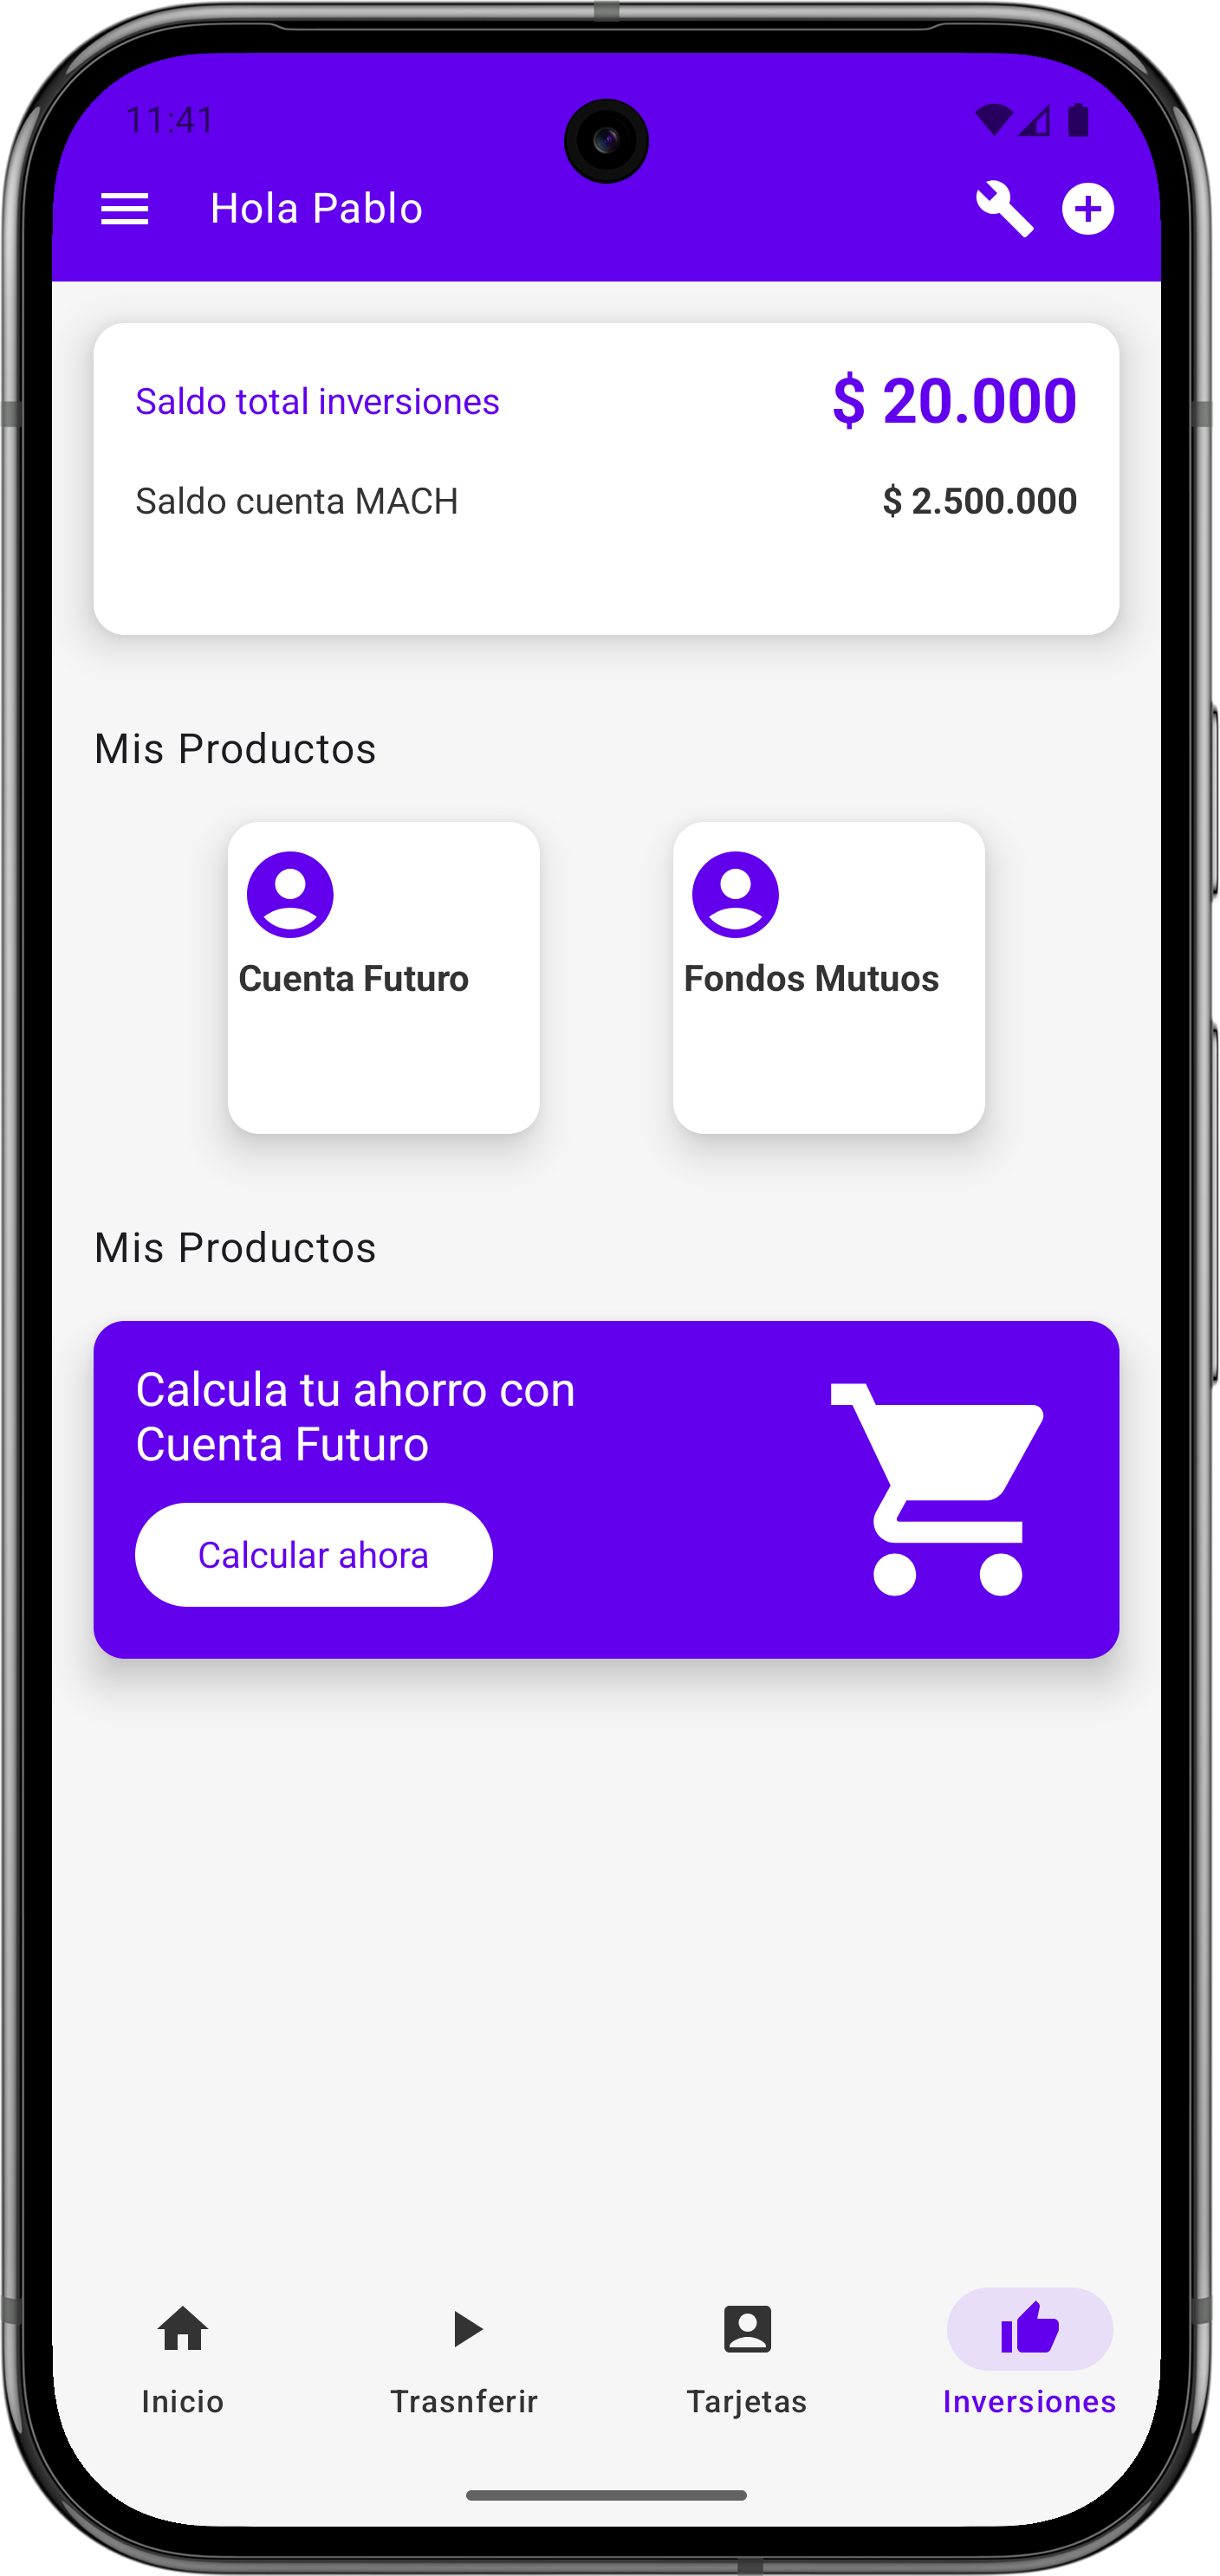 11:41
Hola Pablo
Saldo total inversiones $ 20.000
Saldo cuenta MACH $ 2.500.000
Mis Productos
Cuenta Futuro Fondos Mutuos
Mis Productos
Calcula tu ahorro con
Cuenta Futuro
Calcular ahora
Inicio Trasnferir Tarjetas Inversiones